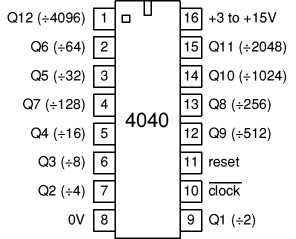 Q12 (÷4096) 1 16 +3 to +15V
Q6 (÷64) 2 15 Q11 (÷2048)
Q5 (÷32) 3 14 Q10 (÷1024)
Q7 (÷128) 4 13 Q8 (÷256)
4040
Q4 (÷16) 5 12 Q9 (÷512)
Q3 (÷8) 6 11 reset
Q2 (÷4) 7 10 clock
0V 8 9 Q1 (÷2)